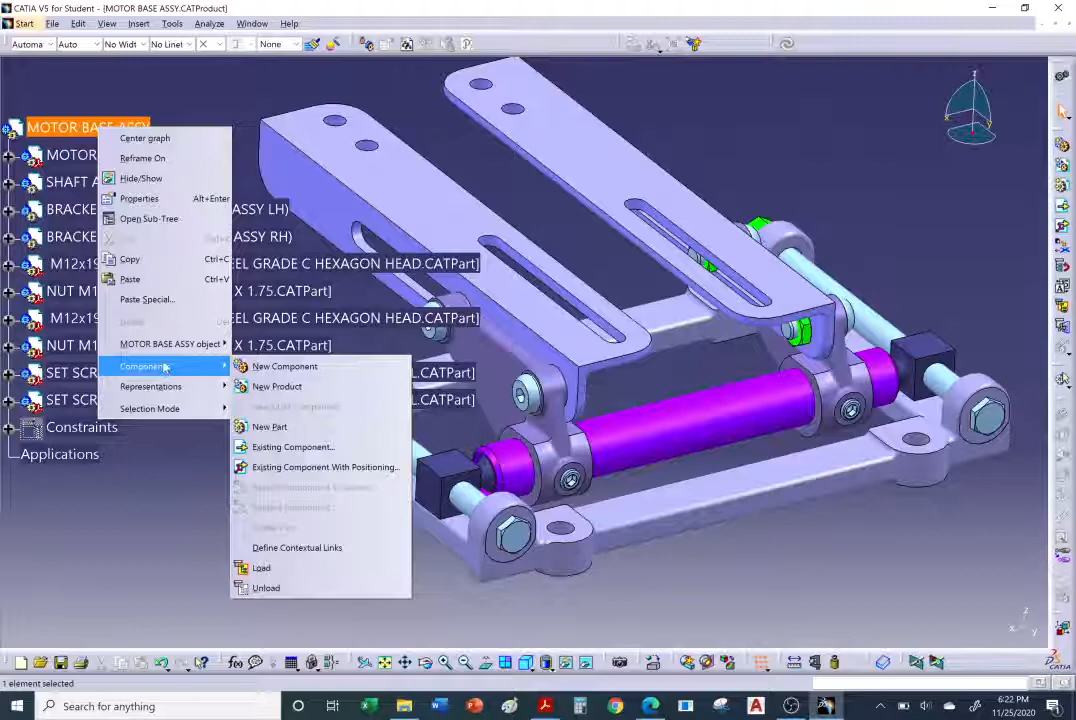 CATIA V5 for Student - [MOTOR BASE ASSY.CATProduct]
Start File Edit View Insert Tools Analyze Window Help
Automa Auto No Widt No Linet None
MOTOR BASE ASSY
MOTOR
SHAFT A
BRACKE ASSY LH)
BRACKE ASSY RH)
M12x19 EEL GRADE C HEXAGON HEAD.CATPart]
NUT M1 X 1.75.CATPart]
M12x19 EEL GRADE C HEXAGON HEAD.CATPart]
NUT M1 X 1.75.CATPart]
SET SCR L.CATPart]
SET SCR L.CATPart]
Constraints
Applications
Center graph
Reframe On
Hide/Show
Properties Alt+Enter
Open Sub-Tree
Copy Ctrl+C
Paste Ctrl+V
Paste Special...
MOTOR BASE ASSY object
Components
Representations
Selection Mode
New Component
New Product
New Part
Existing Component...
Existing Component With Positioning...
Define Contextual Links
Load
Unload
z
x
y
z
x
y
f(x)
CATIA
1 element selected
Search for anything
6:22 PM
11/25/2020